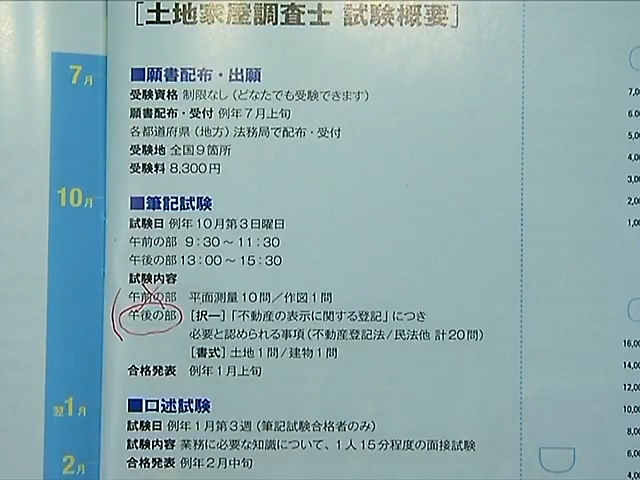 [土地家屋調査士 試験概要]
7月
■願書配布・出願
受験資格 制限なし(どなたでも受験できます)
願書配布・受付 例年7月上旬
各都道府県(地方)法務局で配布・受付
受験地 全国9箇所
受験料 8,300円
10月
■筆記試験
試験日 例年10月第3日曜日
午前の部 9:30~11:30
午後の部 13:00~15:30
試験内容
午前の部 平面測量10問/作図1問
午後の部 [択一]「不動産の表示に関する登記」につき
必要と認められる事項(不動産登記法/民法他 計20問)
[書式] 土地1問/建物1問
合格発表 例年1月上旬
翌1月
■口述試験
試験日 例年1月第3週(筆記試験合格者のみ)
試験内容 業務に必要な知識について、1人15分程度の面接試験
2月
合格発表 例年2月中旬